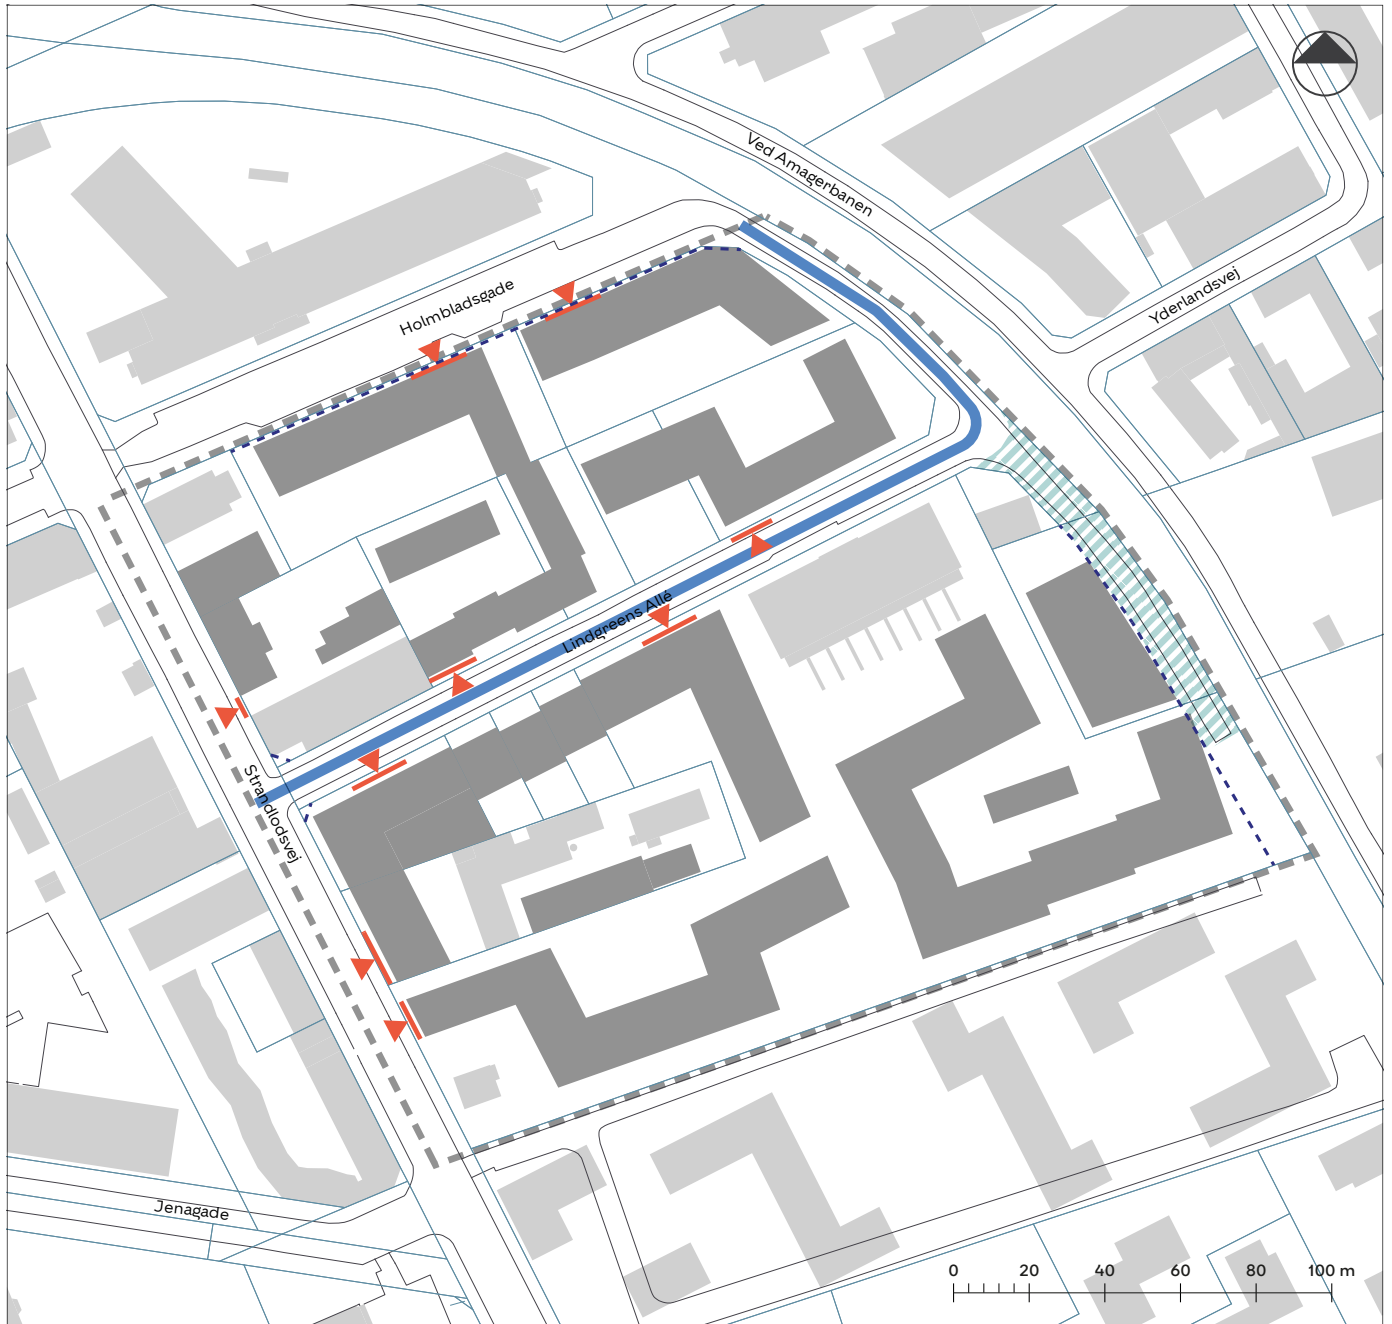 Ved Amagerbanen
Holmbladsgade
Yderlandsvej
Lindgreens Allé
Strandlodsvej
Jenagade
0 20 40 60 80 100 m